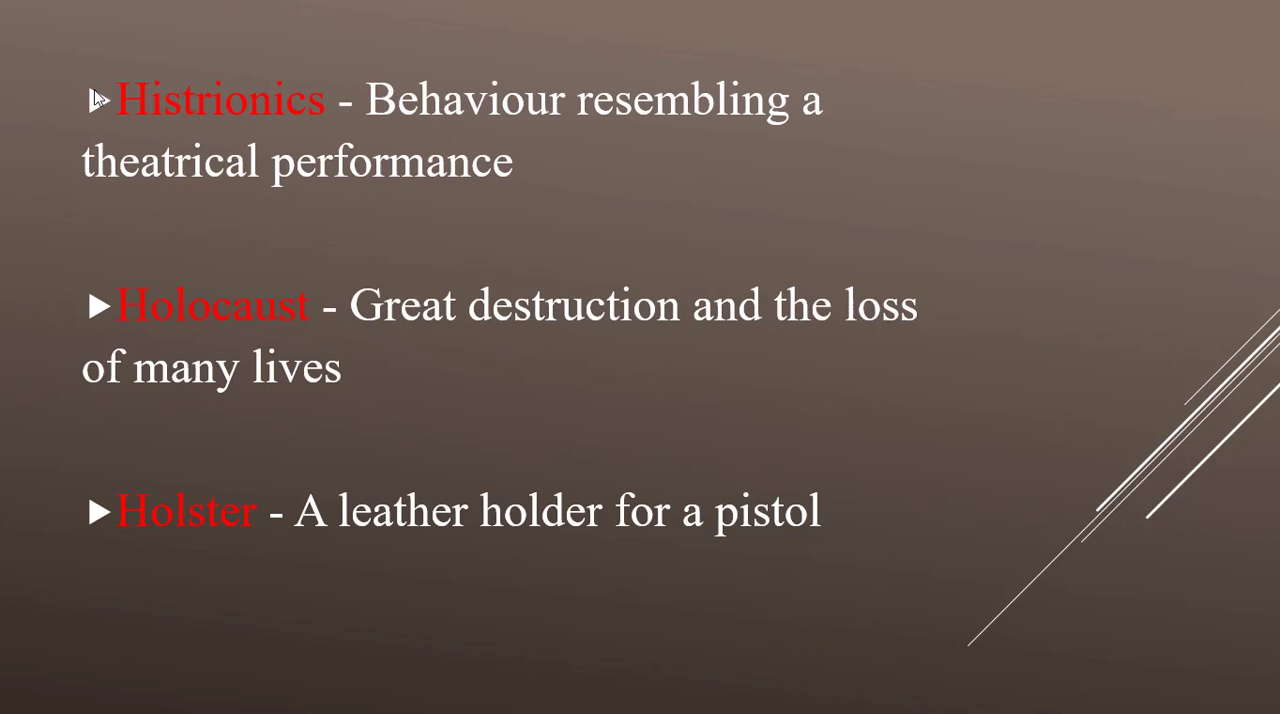 Histrionics - Behaviour resembling a
theatrical performance
Holocaust - Great destruction and the loss
of many lives
Holster - A leather holder for a pistol